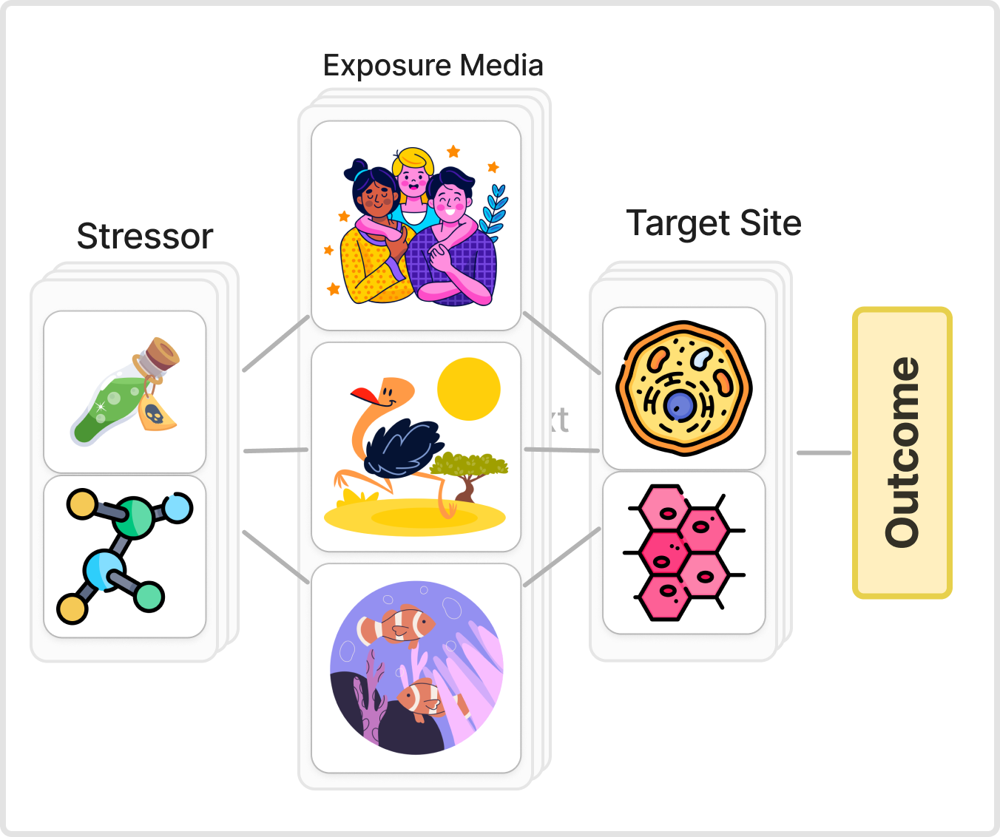 Exposure Media
Stressor
Target Site
Outcome